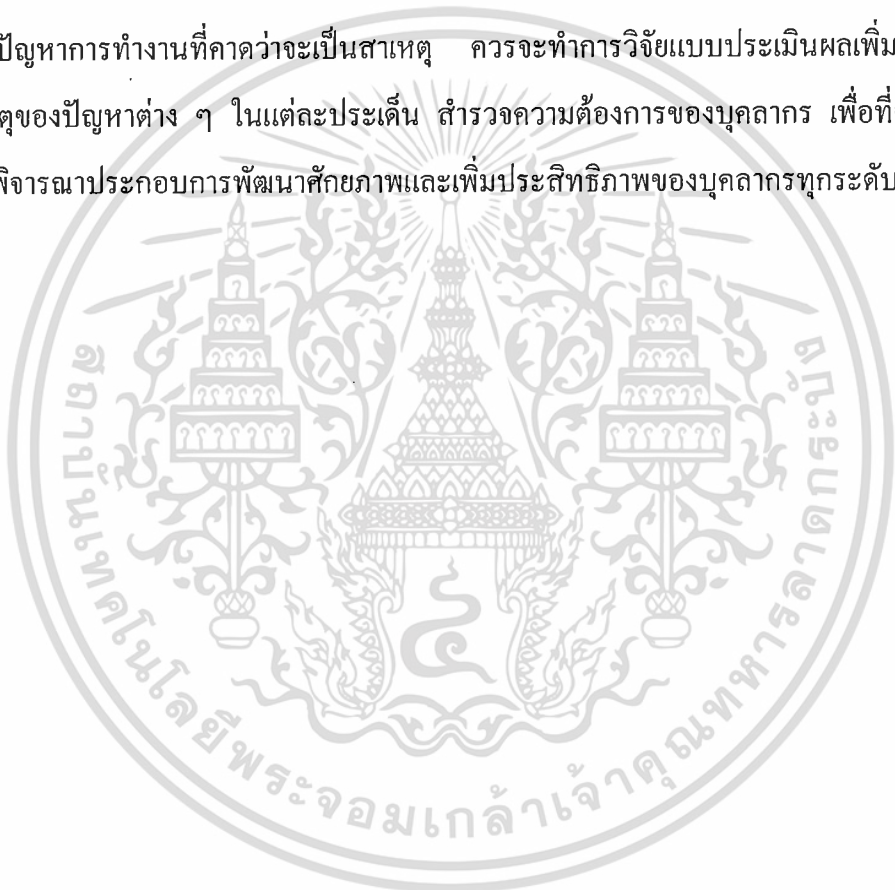 ปัญหาการทำงานที่คาดว่าจะเป็นสาเหตุ ควรจะทำการวิจัยแบบประเมินผลเพิ่ม
ตุของปัญหาต่าง ๆ ในแต่ละประเด็น สำรวจความต้องการของบุคลากร เพื่อที่
พิจารณาประกอบการพัฒนาศักยภาพและเพิ่มประสิทธิภาพของบุคลากรทุกระดับ
สถาบันเทคโนโลยีพระจอมเกล้าเจ้าคุณทหารลาดกระบัง
๔